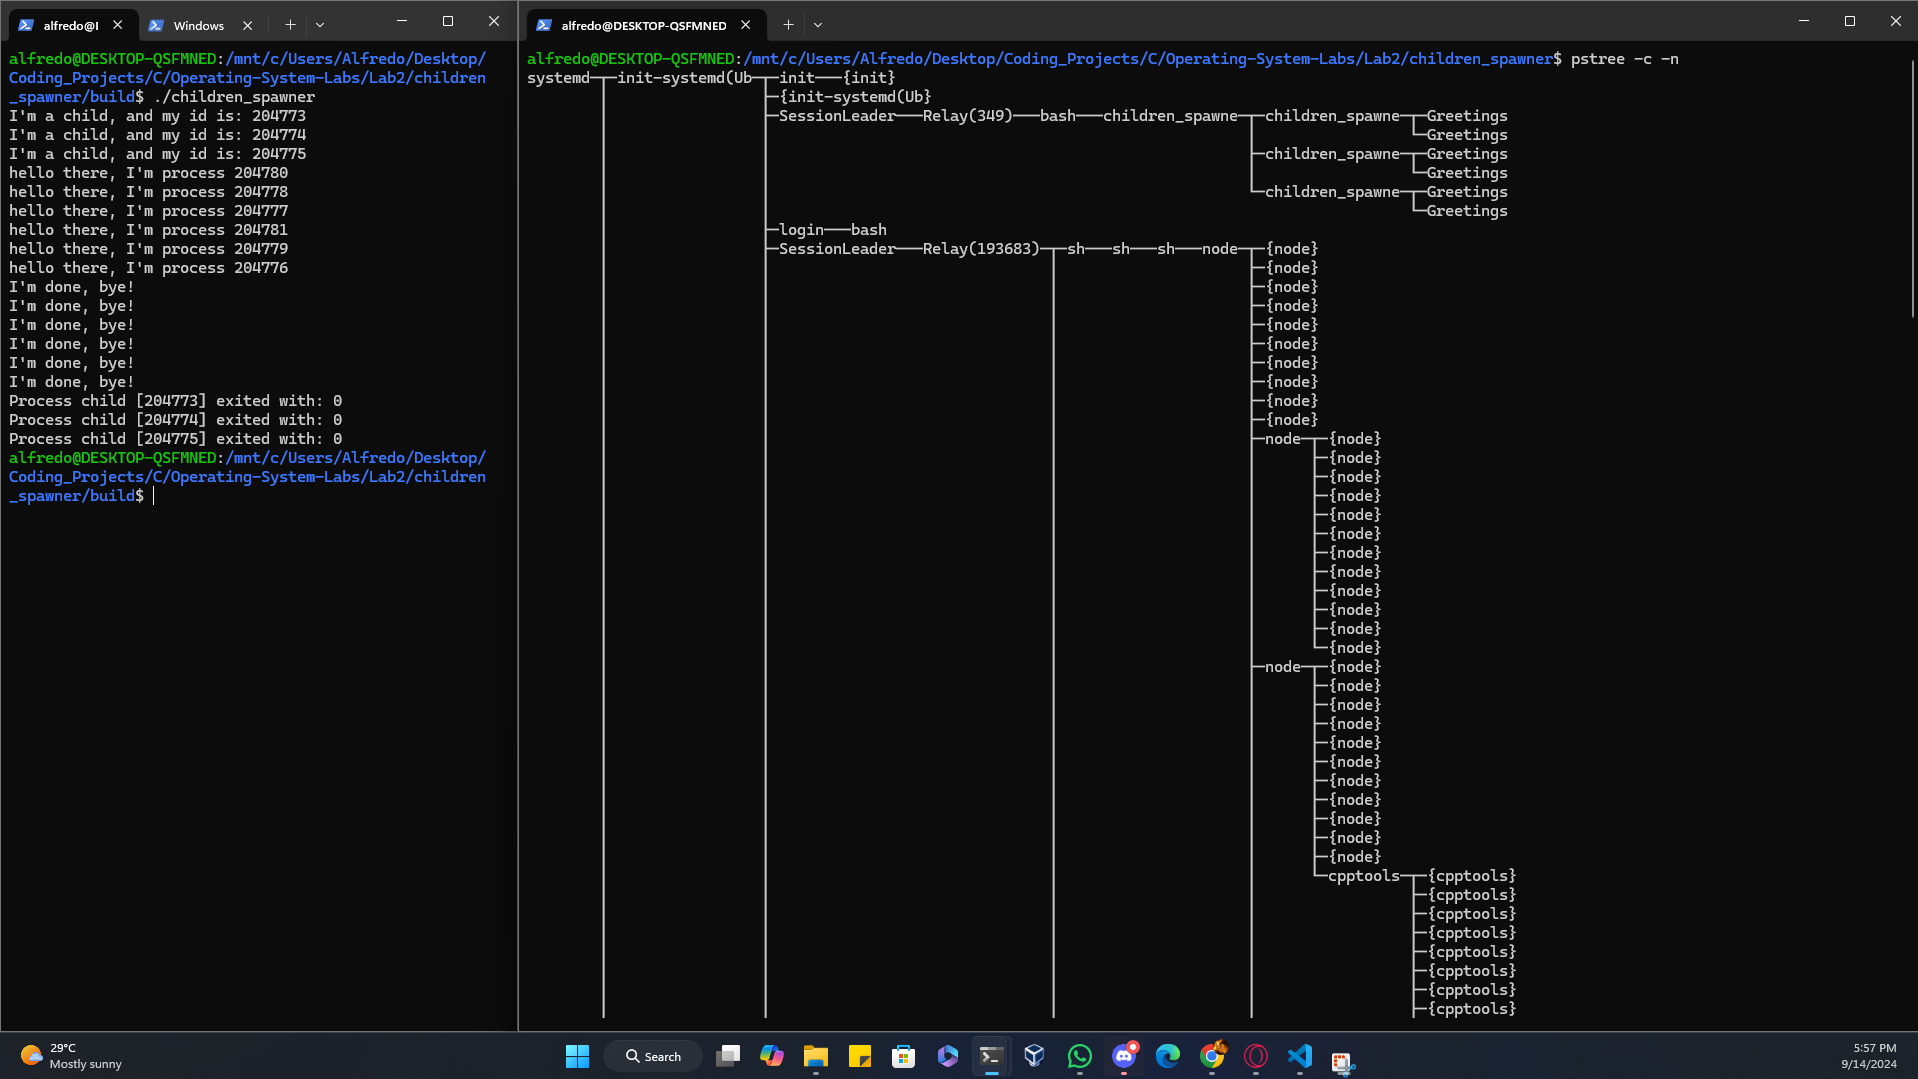 alfredo@I
Windows
alfredo@DESKTOP-QSFMNED:/mnt/c/Users/Alfredo/Desktop/
Coding_Projects/C/Operating-System-Labs/Lab2/children
_spawner/build$ ./children_spawner
I'm a child, and my id is: 204773
I'm a child, and my id is: 204774
I'm a child, and my id is: 204775
hello there, I'm process 204780
hello there, I'm process 204778
hello there, I'm process 204777
hello there, I'm process 204781
hello there, I'm process 204779
hello there, I'm process 204776
I'm done, bye!
I'm done, bye!
I'm done, bye!
I'm done, bye!
I'm done, bye!
I'm done, bye!
Process child [204773] exited with: 0
Process child [204774] exited with: 0
Process child [204775] exited with: 0
alfredo@DESKTOP-QSFMNED:/mnt/c/Users/Alfredo/Desktop/
Coding_Projects/C/Operating-System-Labs/Lab2/children
_spawner/build$
alfredo@DESKTOP-QSFMNED
alfredo@DESKTOP-QSFMNED:/mnt/c/Users/Alfredo/Desktop/Coding_Projects/C/Operating-System-Labs/Lab2/children_spawner$ pstree -c -n
systemd─┬─init-systemd(Ub─┬─init───{init}
├─{init-systemd(Ub}
├─SessionLeader───Relay(349)───bash───children_spawne─┬─children_spawne─┬─Greetings
└─Greetings
├─children_spawne─┬─Greetings
└─Greetings
└─children_spawne─┬─Greetings
└─Greetings
├─login───bash
├─SessionLeader───Relay(193683)─┬─sh───sh───sh───node─┬─{node}
├─{node}
├─{node}
├─{node}
├─{node}
├─{node}
├─{node}
├─{node}
├─{node}
├─{node}
├─node─┬─{node}
├─{node}
├─{node}
├─{node}
├─{node}
├─{node}
├─{node}
├─{node}
├─{node}
├─{node}
├─{node}
└─{node}
├─node─┬─{node}
├─{node}
├─{node}
├─{node}
├─{node}
├─{node}
├─{node}
├─{node}
├─{node}
├─{node}
├─{node}
└─cpptools─┬─{cpptools}
├─{cpptools}
├─{cpptools}
├─{cpptools}
├─{cpptools}
├─{cpptools}
├─{cpptools}
├─{cpptools}
29°C
Mostly sunny
Search
5:57 PM
9/14/2024